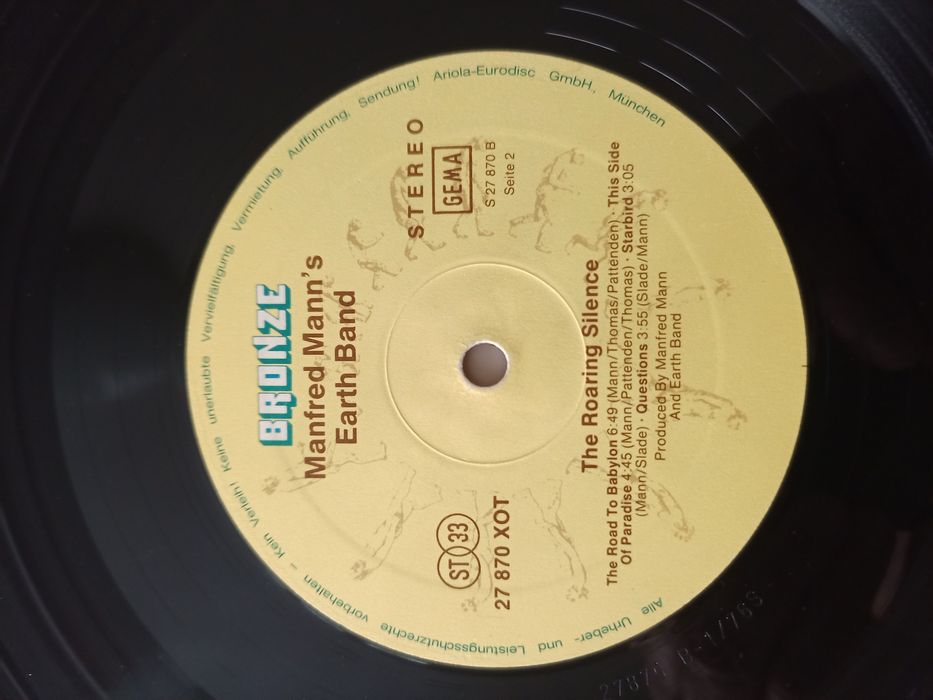 BRONZE
Manfred Mann's
Earth Band
STEREO
GEMA
S 27 870 B
Seite 2
ST 33
27 870 XOT
The Roaring Silence
The Road To Babylon 6:49 (Mann/Thomas/Pattenden) · This Side
Of Paradise 4:45 (Mann/Pattenden/Thomas) · Starbird 3:05
(Mann/Slade) · Questions 3:55 (Slade/Mann)
Produced By Manfred Mann
And Earth Band
Alle Urheber- und Leistungsschutzrechte vorbehalten – Kein Verleih! Keine unerlaubte Vervielfältigung, Vermietung, Aufführung, Sendung! Ariola-Eurodisc GmbH, München